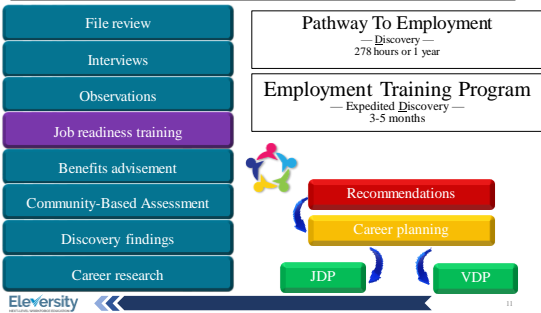 File review
Interviews
Observations
Job readiness training
Benefits advisement
Community-Based Assessment
Discovery findings
Career research
Pathway To Employment
— Discovery —
278 hours or 1 year
Employment Training Program
— Expedited Discovery —
3-5 months
Recommendations
Career planning
JDP
VDP
Eleversity
11